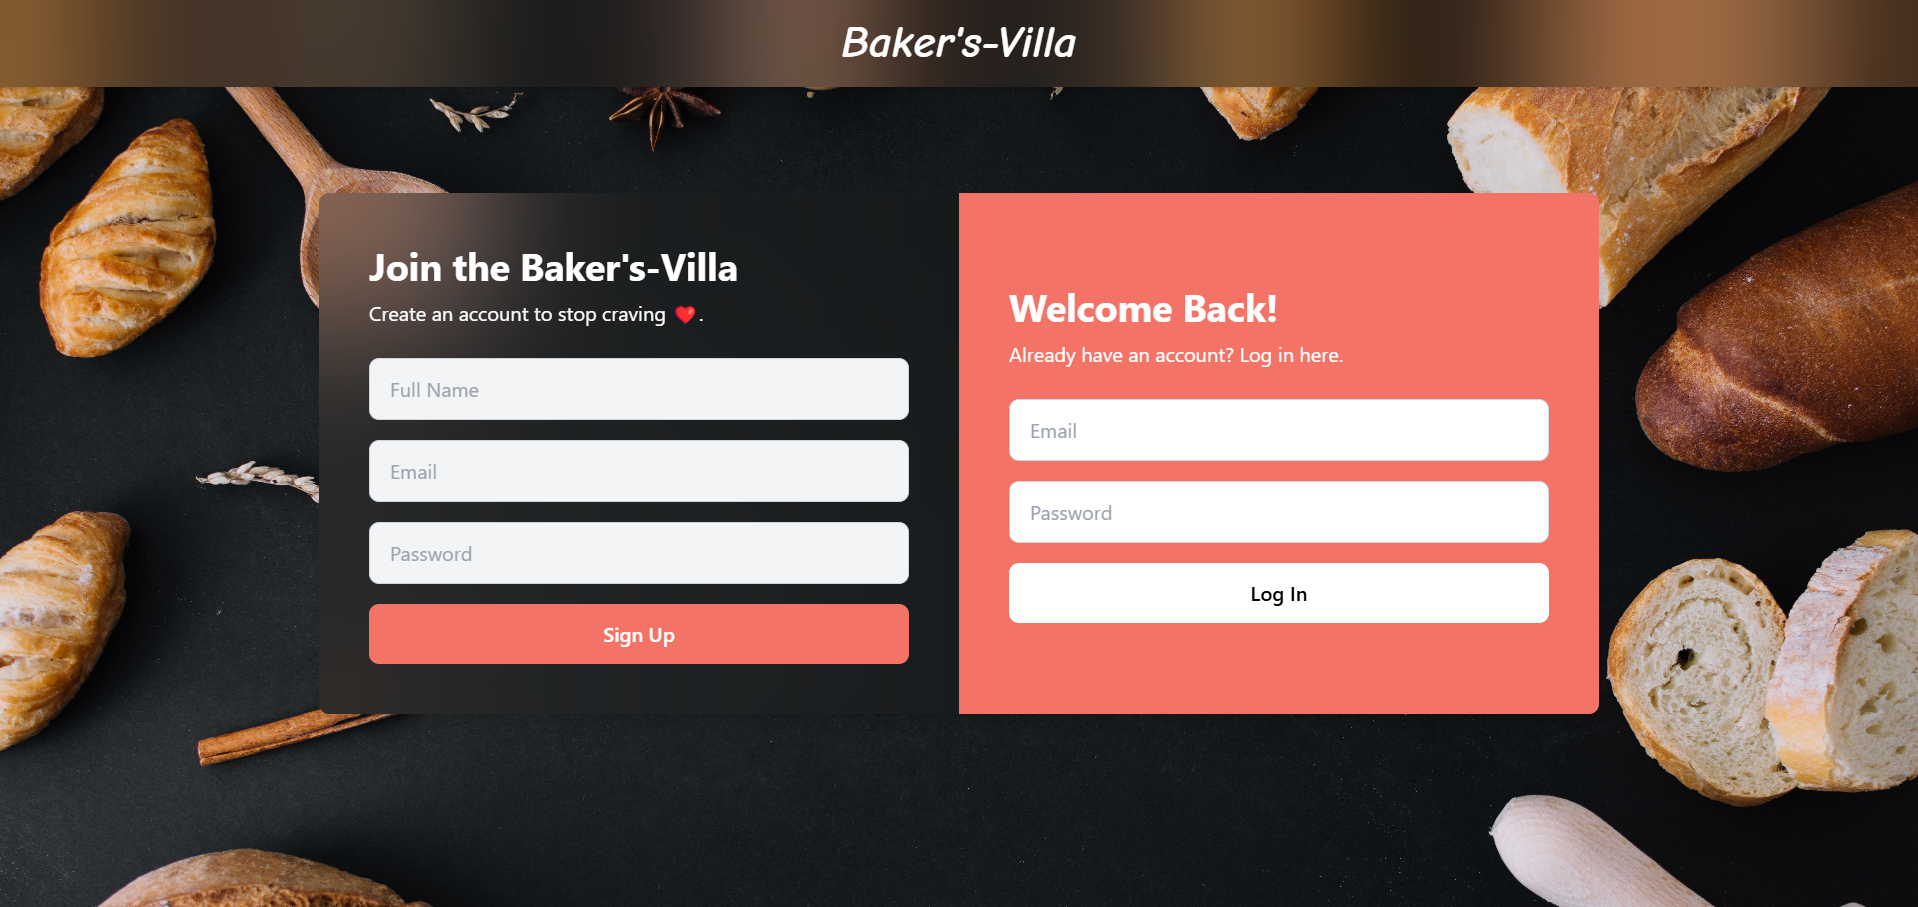 Baker's-Villa
Join the Baker's-Villa
Create an account to stop craving ❤️.
Full Name
Email
Password
Sign Up
Welcome Back!
Already have an account? Log in here.
Email
Password
Log In